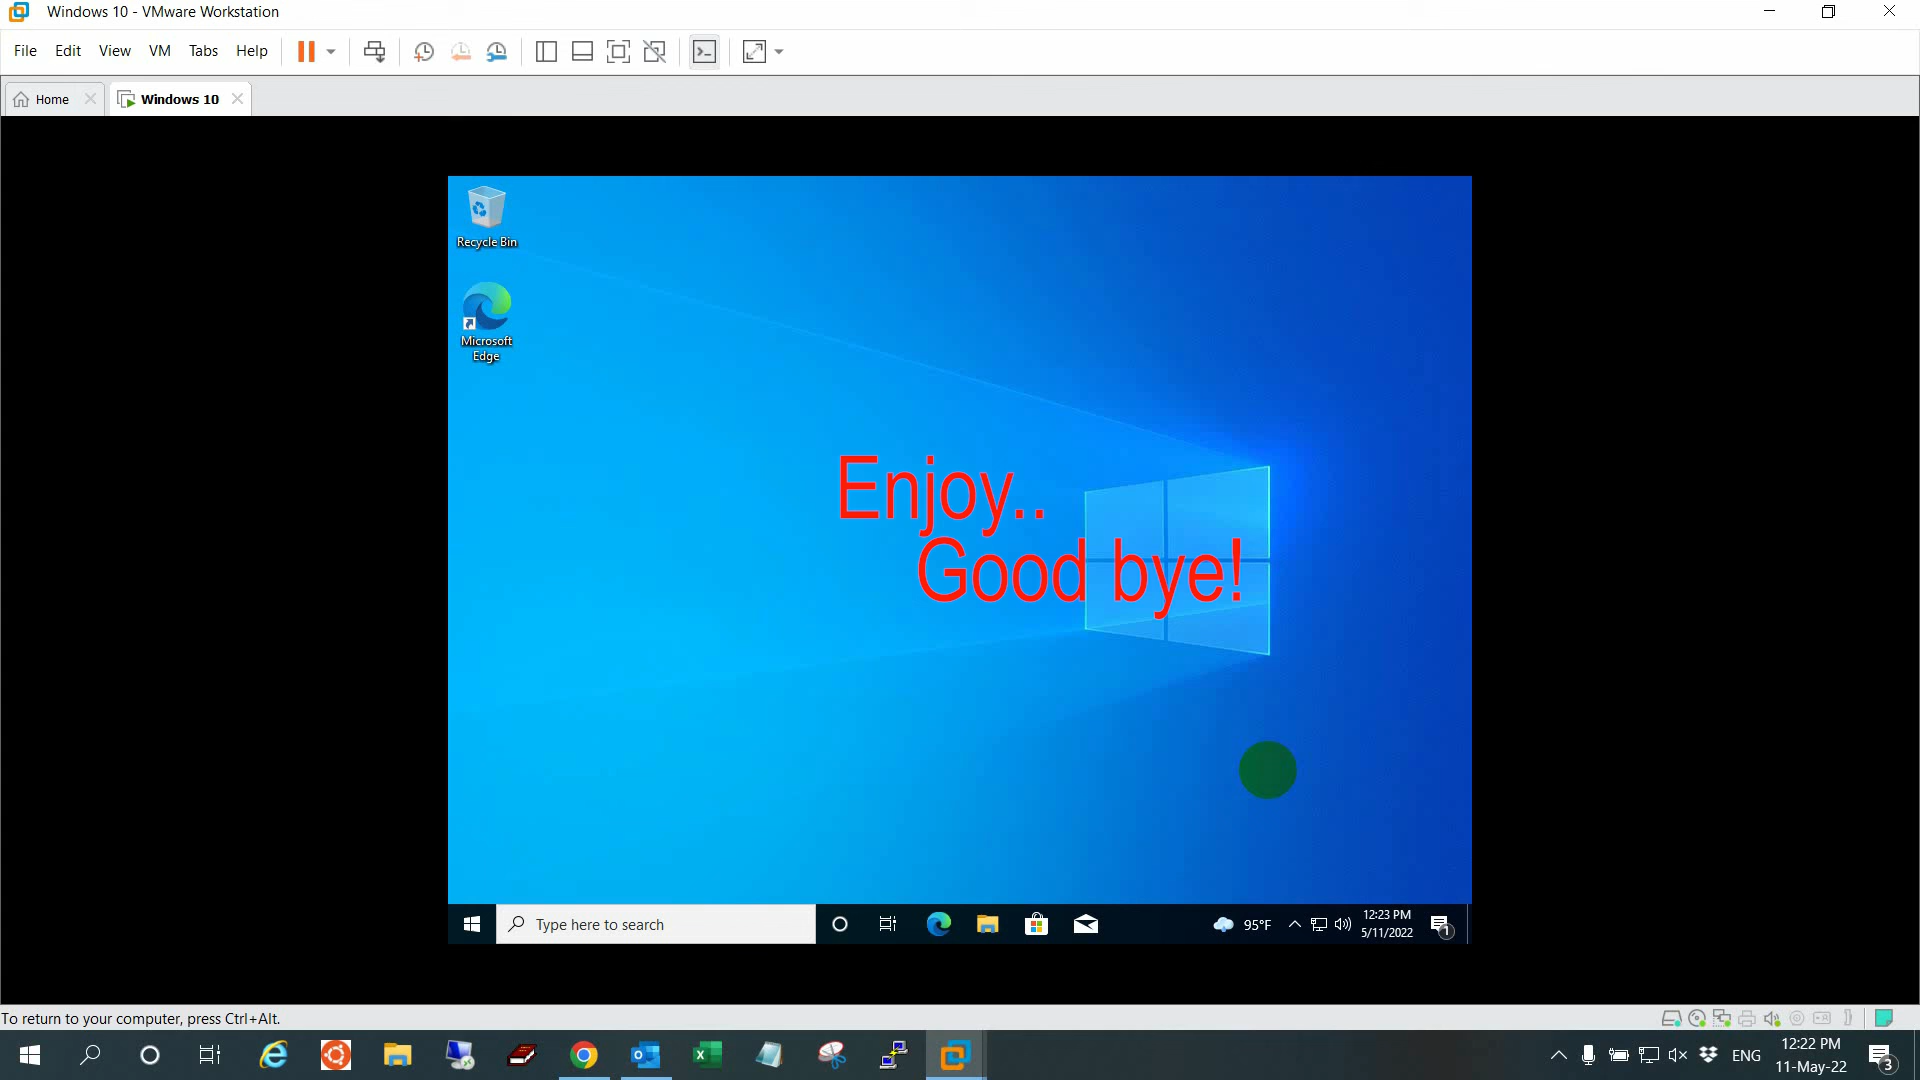 Windows 10 - VMware Workstation
File Edit View VM Tabs Help
Home Windows 10
Recycle Bin
Microsoft
Edge
Enjoy..
Good bye!
Type here to search
95°F
12:23 PM
5/11/2022
1
To return to your computer, press Ctrl+Alt.
ENG
12:22 PM
11-May-22
3